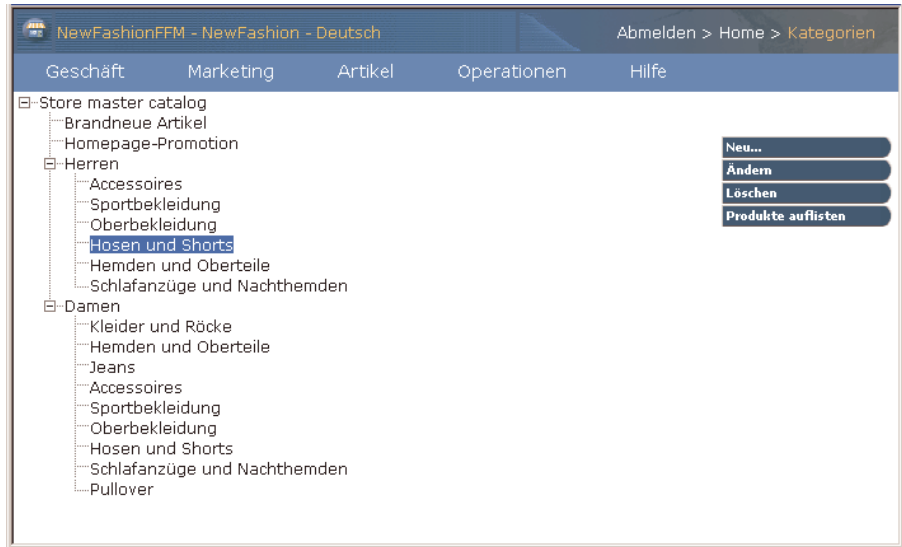 NewFashionFFM - NewFashion - Deutsch
Abmelden > Home > Kategorien
Geschäft Marketing Artikel Operationen Hilfe
Store master catalog
Brandneue Artikel
Homepage-Promotion
Herren
Accessoires
Sportbekleidung
Oberbekleidung
Hosen und Shorts
Hemden und Oberteile
Schlafanzüge und Nachthemden
Damen
Kleider und Röcke
Hemden und Oberteile
Jeans
Accessoires
Sportbekleidung
Oberbekleidung
Hosen und Shorts
Schlafanzüge und Nachthemden
Pullover
Neu...
Ändern
Löschen
Produkte auflisten